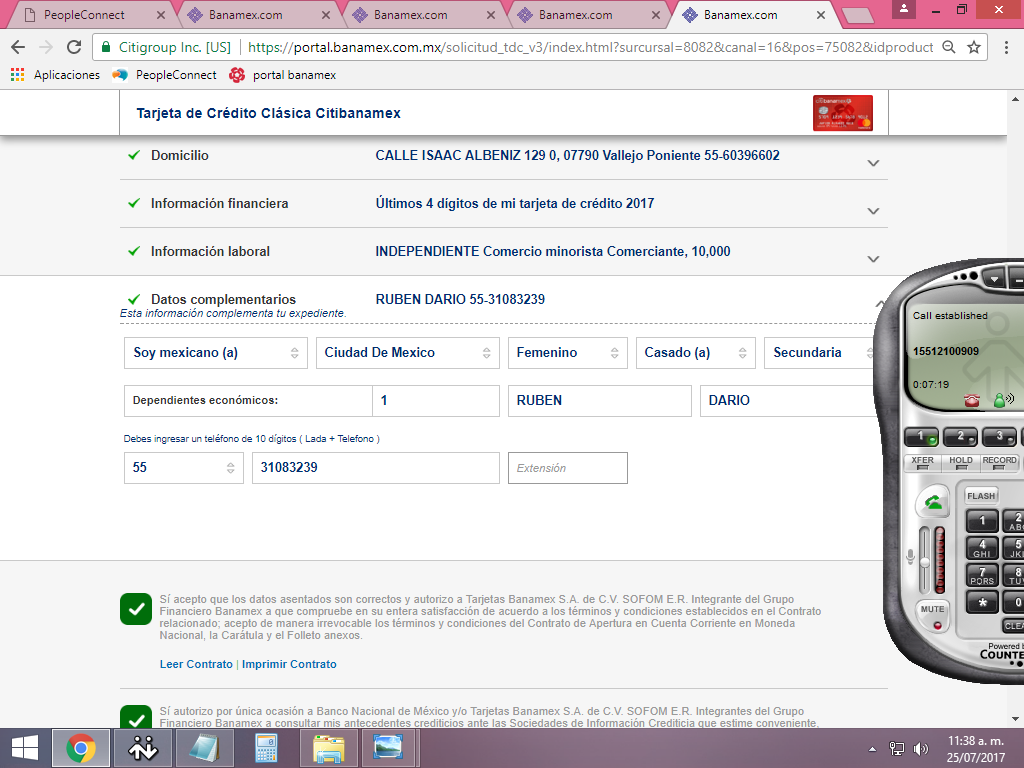 PeopleConnect
Banamex.com
Banamex.com
Banamex.com
Banamex.com
Citigroup Inc. [US]
https://portal.banamex.com.mx/solicitud_tdc_v3/index.html?surcursal=8082&canal=16&pos=75082&idproduct
Aplicaciones
PeopleConnect
portal banamex
Tarjeta de Crédito Clásica Citibanamex
Domicilio
CALLE ISAAC ALBENIZ 129 0, 07790 Vallejo Poniente 55-60396602
Información financiera
Últimos 4 dígitos de mi tarjeta de crédito 2017
Información laboral
INDEPENDIENTE Comercio minorista Comerciante, 10,000
Datos complementarios
RUBEN DARIO 55-31083239
Esta información complementa tu expediente.
Soy mexicano (a)
Ciudad De Mexico
Femenino
Casado (a)
Secundaria
Dependientes económicos:
1
RUBEN
DARIO
Debes ingresar un teléfono de 10 dígitos ( Lada + Telefono )
55
31083239
Extensión
Sí acepto que los datos asentados son correctos y autorizo a Tarjetas Banamex S.A. de C.V. SOFOM E.R. Integrante del Grupo
Financiero Banamex a que compruebe en su entera satisfacción de acuerdo a los términos y condiciones establecidos en el Contrato
relacionado; acepto de manera irrevocable los términos y condiciones del Contrato de Apertura en Cuenta Corriente en Moneda
Nacional, la Carátula y el Folleto anexos.
Leer Contrato | Imprimir Contrato
Sí autorizo por única ocasión a Banco Nacional de México y/o Tarjetas Banamex S.A. de C.V. SOFOM E.R. Integrantes del Grupo
Financiero Banamex a consultar mis antecedentes crediticios ante las Sociedades de Información Crediticia que estime conveniente,
Call established
15512100909
0:07:19
1
2
3
XFER
HOLD
RECORD
FLASH
1
2
AB
4
GHI
5
JK
7
PQRS
8
TU
*
0
MUTE
CLEA
Powered b
COUNTE
11:38 a. m.
25/07/2017